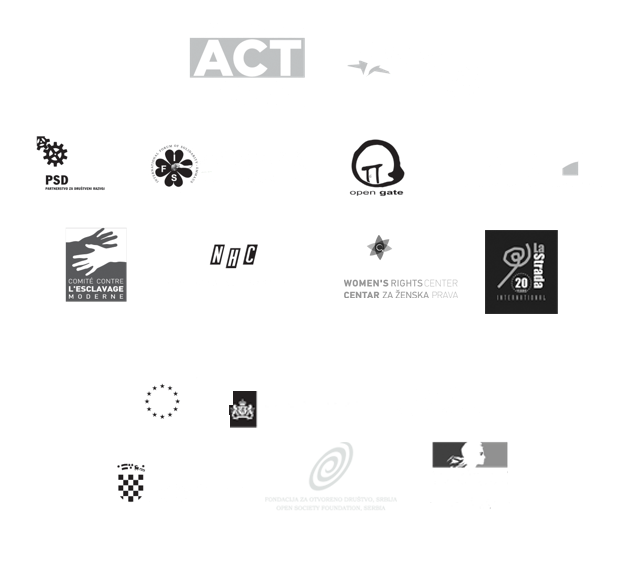 ACT
PSD
PARTNERSTVO ZA DRUŠTVENI RAZVOJ
I
F
S
open gate
COMITÉ CONTRE
L'ESCLAVAGE
MODERNE
NHC
WOMEN'S RIGHTS CENTER
CENTAR ZA ŽENSKA PRAVA
La Strada
20
INTERNATIONAL
FONDACIJA ZA OTVORENO DRUŠTVO, SRBIJA
OPEN SOCIETY FOUNDATION, SERBIA